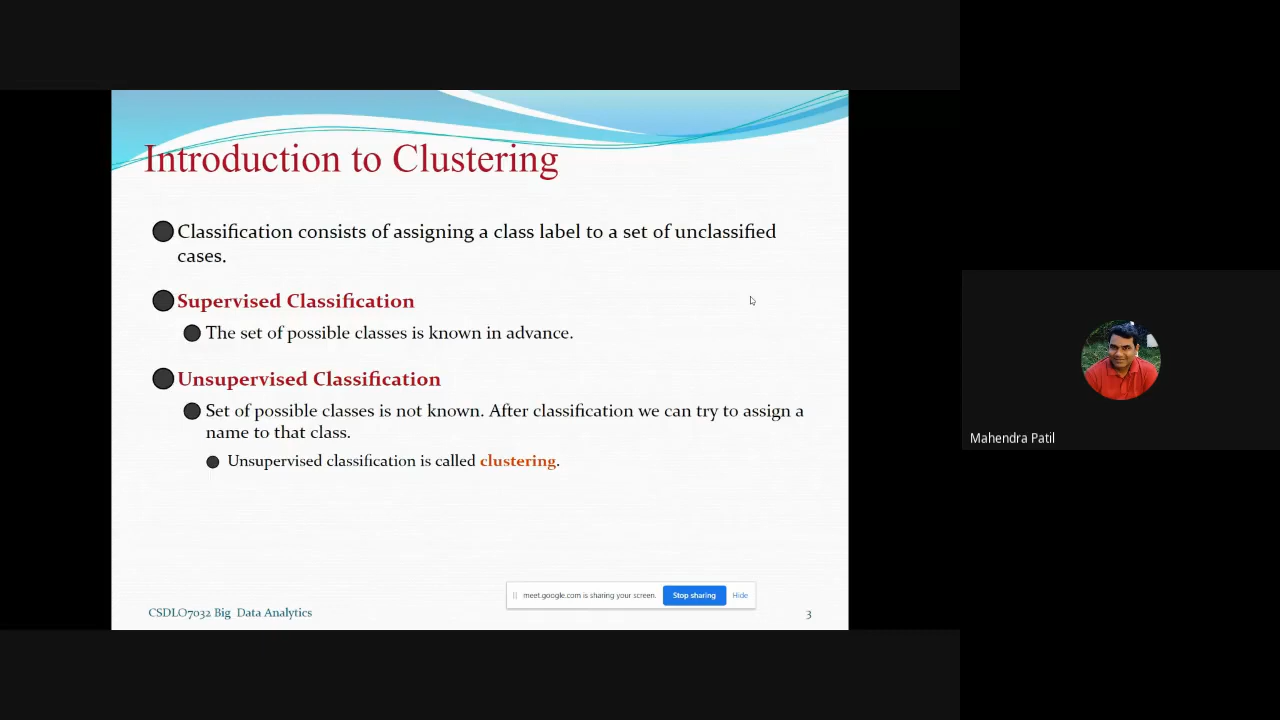 Introduction to Clustering
Classification consists of assigning a class label to a set of unclassified
cases.
Supervised Classification
The set of possible classes is known in advance.
Unsupervised Classification
Set of possible classes is not known. After classification we can try to assign a
name to that class.
Unsupervised classification is called clustering.
meet.google.com is sharing your screen. Stop sharing Hide
CSDLO7032 Big Data Analytics 3
Mahendra Patil